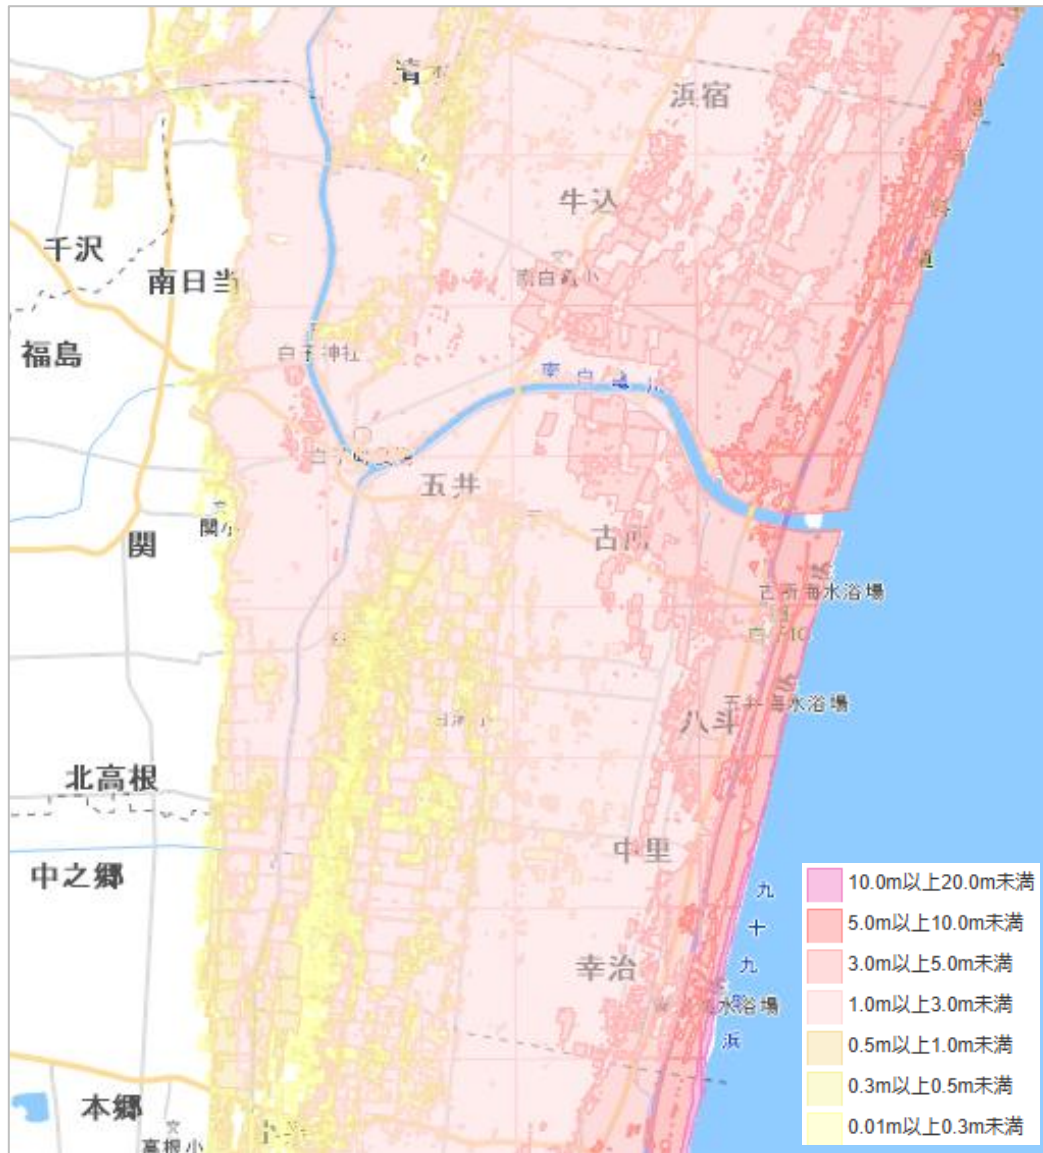 浜宿
牛込
千沢
南日当
福島
白子神社
五井
関
関小
古所
古所海水浴場
五井海水浴場
八斗
北高根
中里
中之郷
幸治
水浴場
九十九里浜
本郷
高根小
10.0m以上20.0m未満
5.0m以上10.0m未満
3.0m以上5.0m未満
1.0m以上3.0m未満
0.5m以上1.0m未満
0.3m以上0.5m未満
0.01m以上0.3m未満